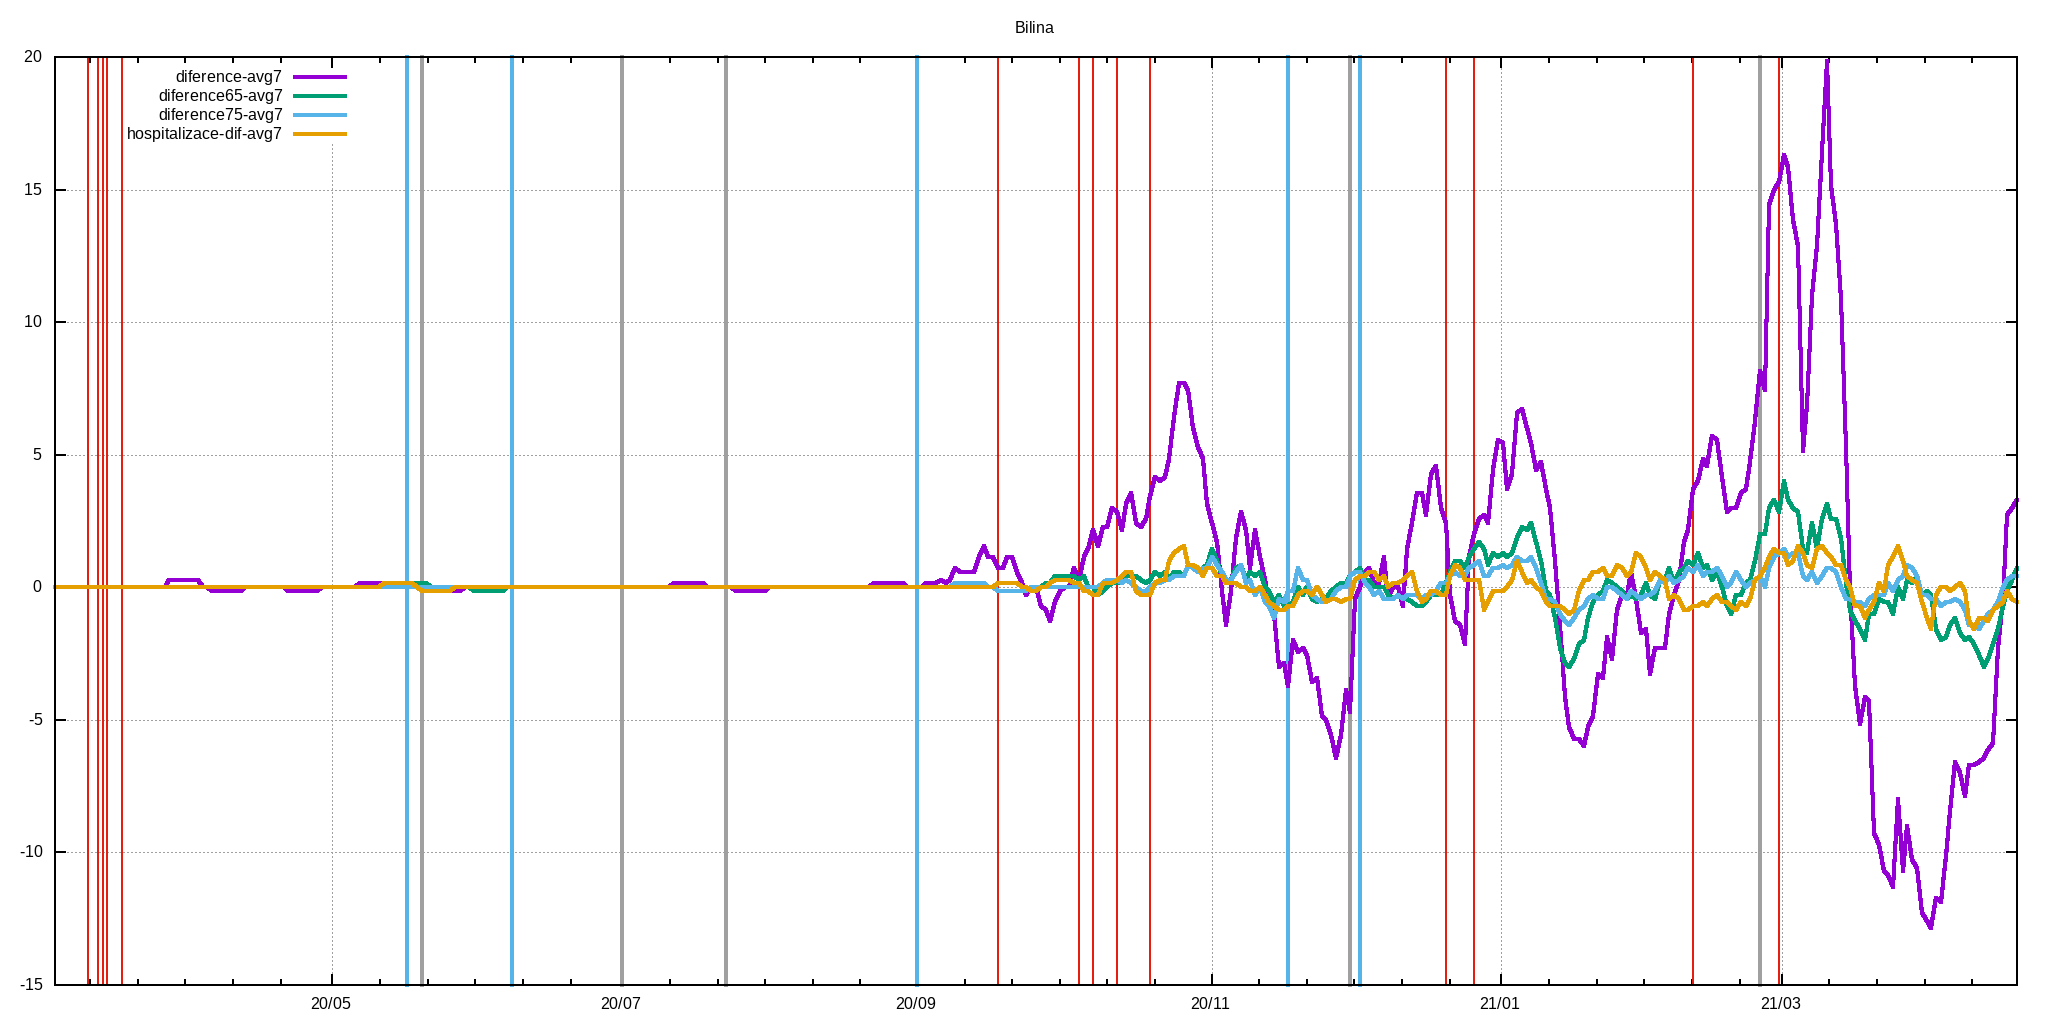 Bilina
20
diference-avg7
diference65-avg7
diference75-avg7
hospitalizace-dif-avg7
15
10
5
0
-5
-10
-15
20/05 20/07 20/09 20/11 21/01 21/03